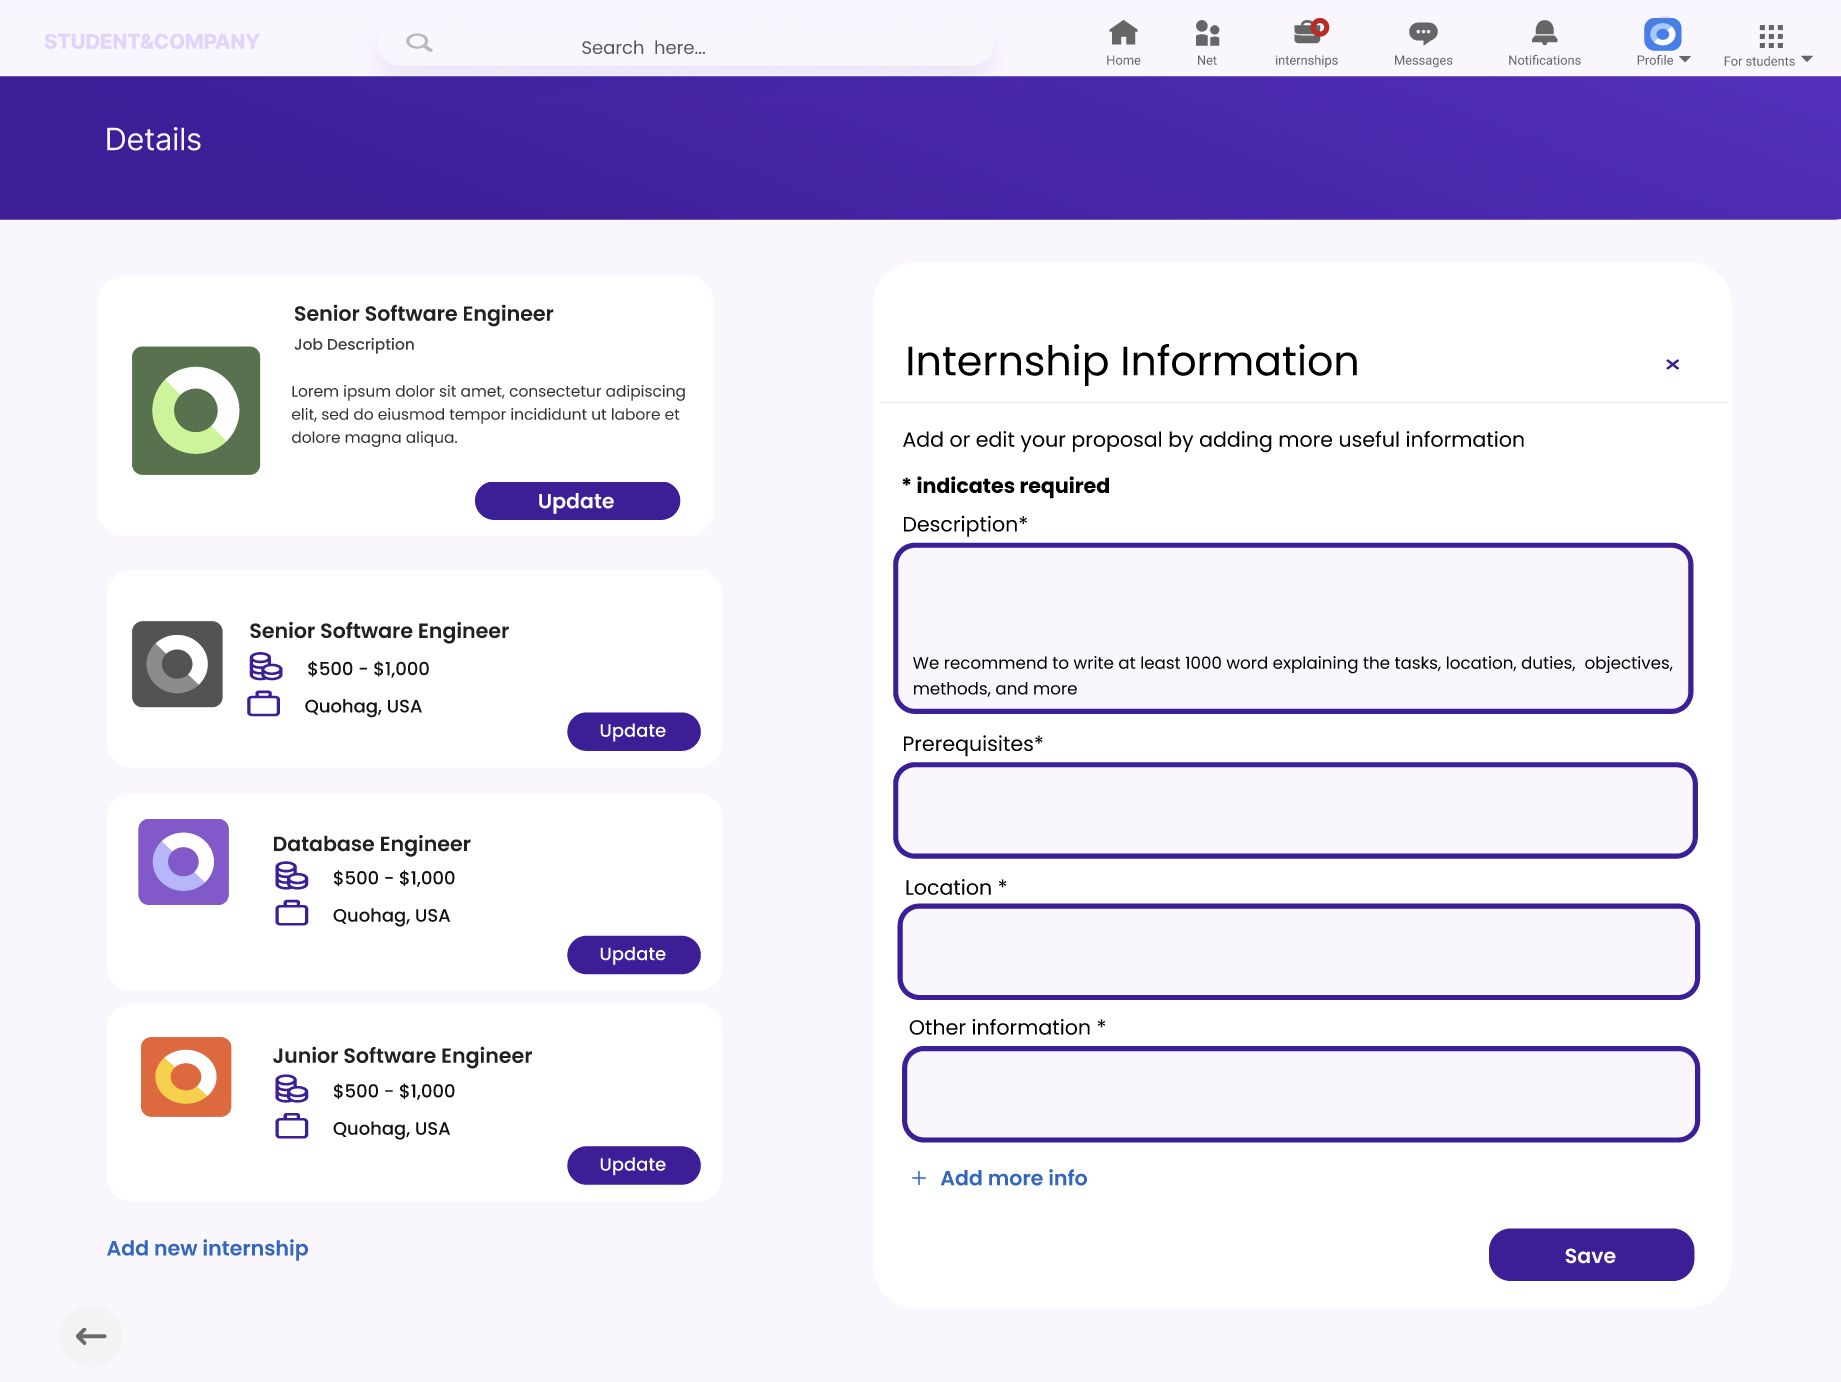 STUDENT&COMPANY
Search here...
Home
Net
internships
Messages
Notifications
Profile
For students
Details
Senior Software Engineer
Job Description
Lorem ipsum dolor sit amet, consectetur adipiscing
elit, sed do eiusmod tempor incididunt ut labore et
dolore magna aliqua.
Update
Senior Software Engineer
$500 - $1,000
Quohag, USA
Update
Database Engineer
$500 - $1,000
Quohag, USA
Update
Junior Software Engineer
$500 - $1,000
Quohag, USA
Update
Add new internship
Internship Information
×
Add or edit your proposal by adding more useful information
* indicates required
Description*
We recommend to write at least 1000 word explaining the tasks, location, duties, objectives,
methods, and more
Prerequisites*
Location *
Other information *
+ Add more info
Save